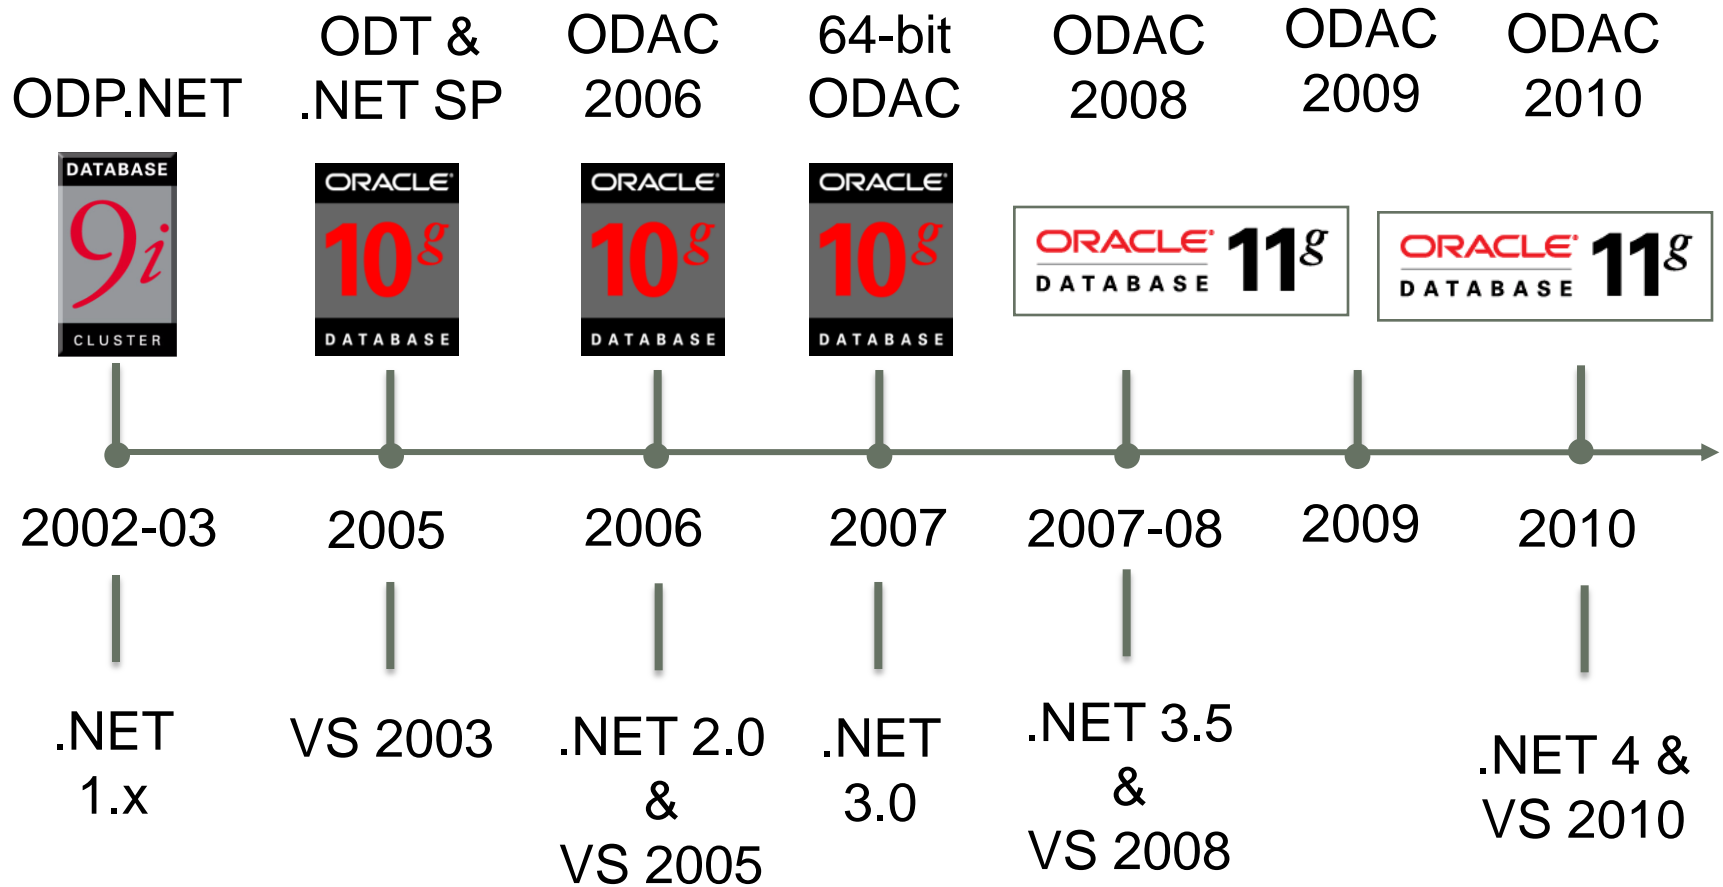 ODP.NET
ODT &
.NET SP
ODAC
2006
64-bit
ODAC
ODAC
2008
ODAC
2009
ODAC
2010
DATABASE
9i
CLUSTER
ORACLE
10g
DATABASE
ORACLE
10g
DATABASE
ORACLE
10g
DATABASE
ORACLE
DATABASE
11g
ORACLE
DATABASE
11g
2002-03
2005
2006
2007
2007-08
2009
2010
.NET
1.x
VS 2003
.NET 2.0
&
VS 2005
.NET
3.0
.NET 3.5
&
VS 2008
.NET 4 &
VS 2010